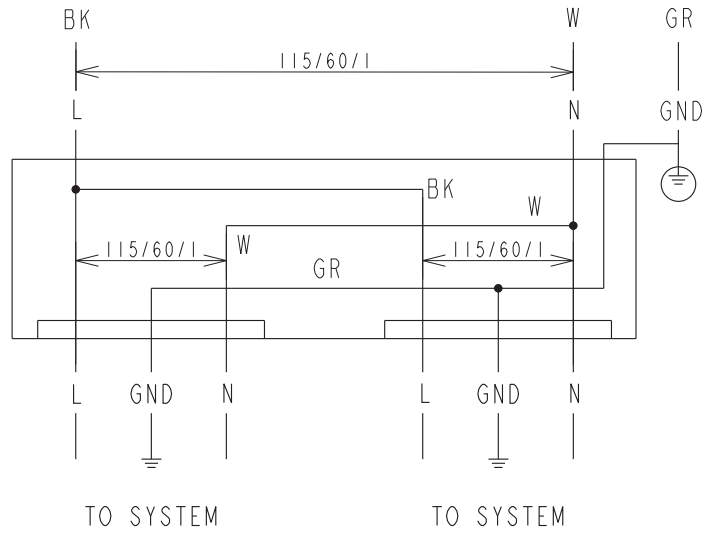 BK W GR
115/60/1
L N GND
BK
W
115/60/1 W 115/60/1
GR
L GND N L GND N
TO SYSTEM TO SYSTEM